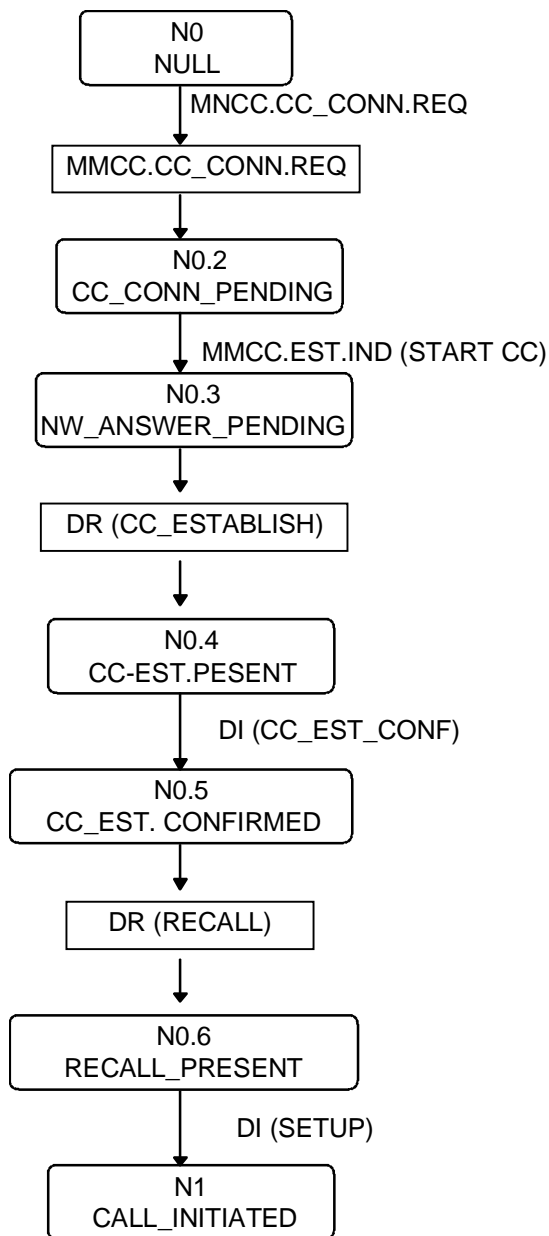 N0
NULL
MNCC.CC_CONN.REQ
MMCC.CC_CONN.REQ
N0.2
CC_CONN_PENDING
MMCC.EST.IND (START CC)
N0.3
NW_ANSWER_PENDING
DR (CC_ESTABLISH)
N0.4
CC-EST.PESENT
DI (CC_EST_CONF)
N0.5
CC_EST. CONFIRMED
DR (RECALL)
N0.6
RECALL_PRESENT
DI (SETUP)
N1
CALL_INITIATED